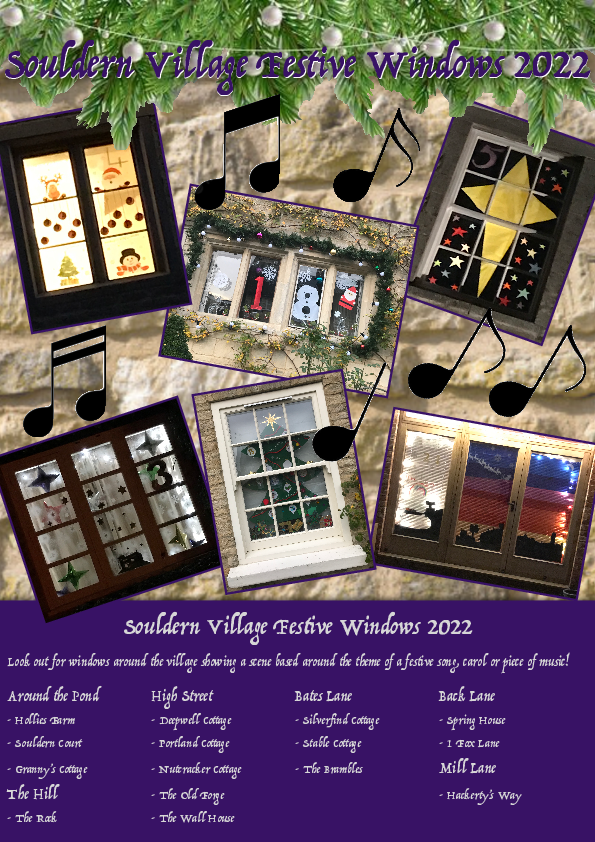 Souldern Village Festive Windows 2022
5
18
3
Souldern Village Festive Windows 2022
Look out for windows around the village showing a scene based around the theme of a festive song, carol or piece of music!
Around the Pond
- Hollies Barn
- Souldern Court
- Granny's Cottage
The Hill
- The Rock
High Street
- Deepwell Cottage
- Portland Cottage
- Nutcracker Cottage
- The Old Forge
- The Wall House
Bates Lane
- Silverfind Cottage
- Stable Cottage
- The Brambles
Back Lane
- Spring House
- 1 Fox Lane
Mill Lane
- Hackerty's Way